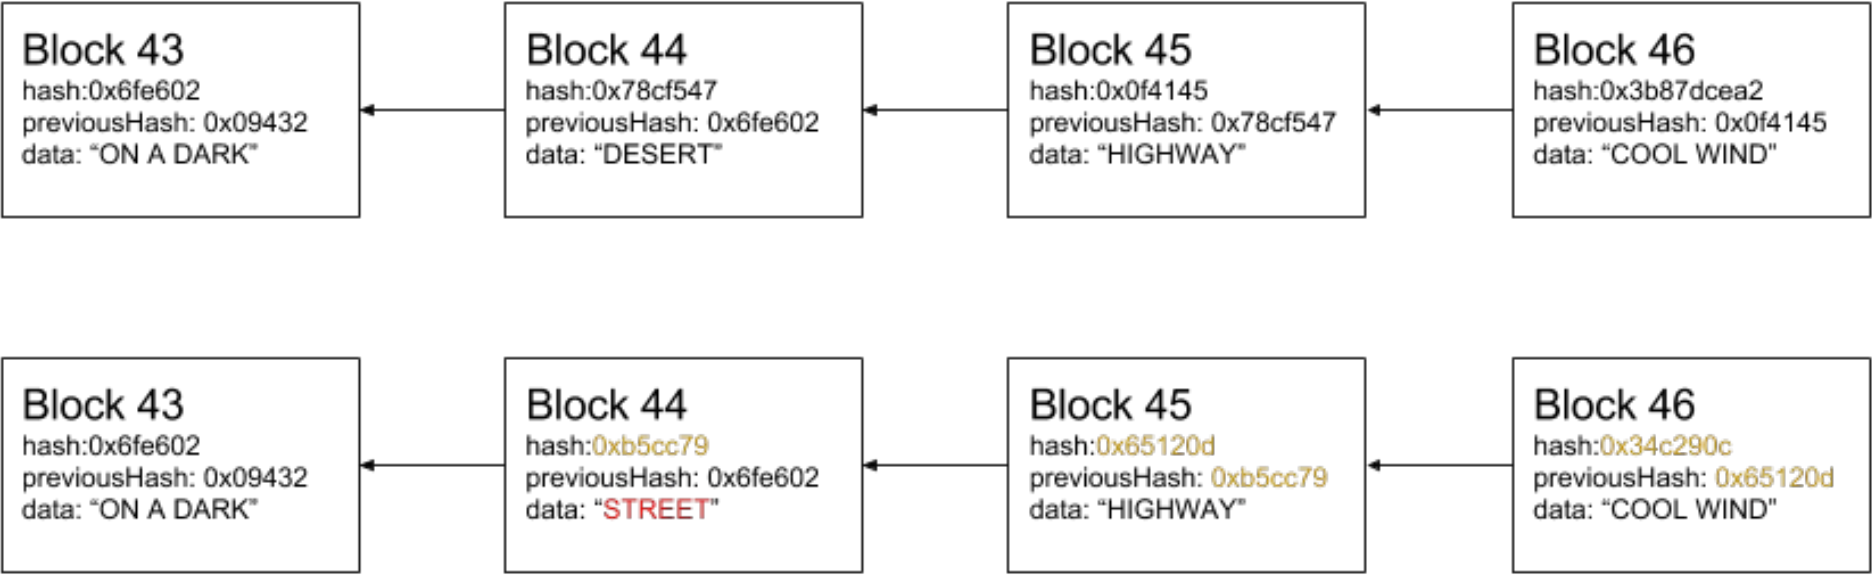 Block 43
hash:0x6fe602
previousHash: 0x09432
data: “ON A DARK”
Block 44
hash:0x78cf547
previousHash: 0x6fe602
data: “DESERT”
Block 45
hash:0x0f4145
previousHash: 0x78cf547
data: “HIGHWAY”
Block 46
hash:0x3b87dcea2
previousHash: 0x0f4145
data: “COOL WIND”
Block 43
hash:0x6fe602
previousHash: 0x09432
data: “ON A DARK”
Block 44
hash:0xb5cc79
previousHash: 0x6fe602
data: “STREET”
Block 45
hash:0x65120d
previousHash: 0xb5cc79
data: “HIGHWAY”
Block 46
hash:0x34c290c
previousHash: 0x65120d
data: “COOL WIND”